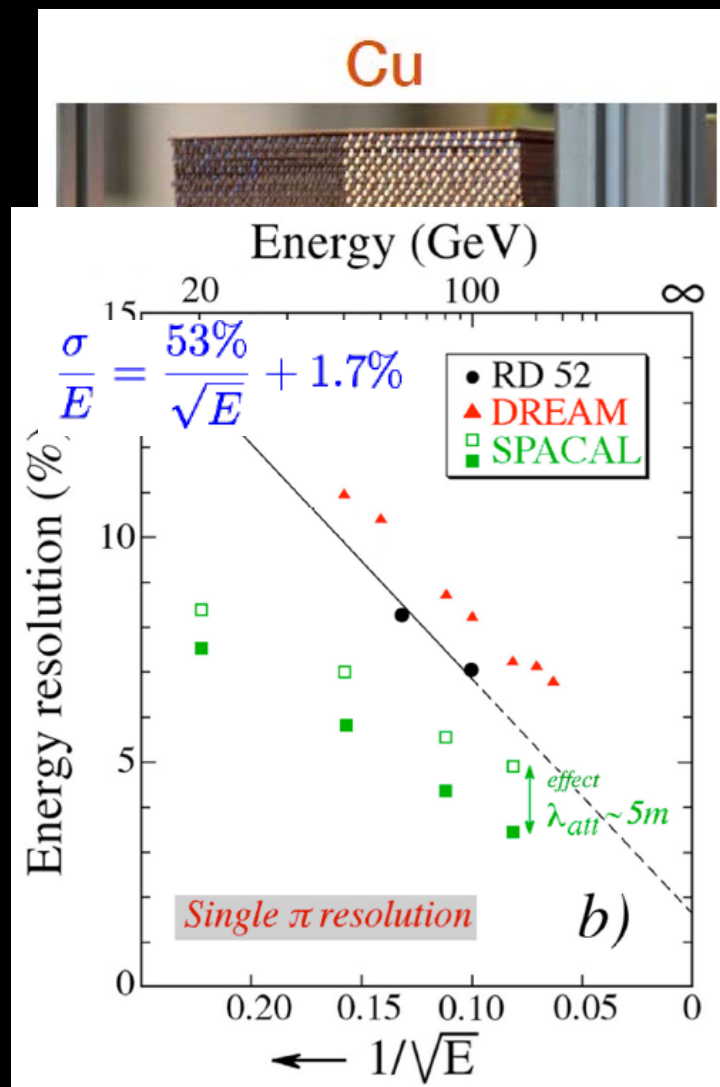 Cu
Energy (GeV)
20 100 ∞
15
σ/E = 53%/√E + 1.7%
● RD 52
▲ DREAM
□ ■ SPACAL
Energy resolution (%)
10
5
effect
λatt ~ 5m
Single π resolution
b)
0
0.20 0.15 0.10 0.05 0
← 1/√E